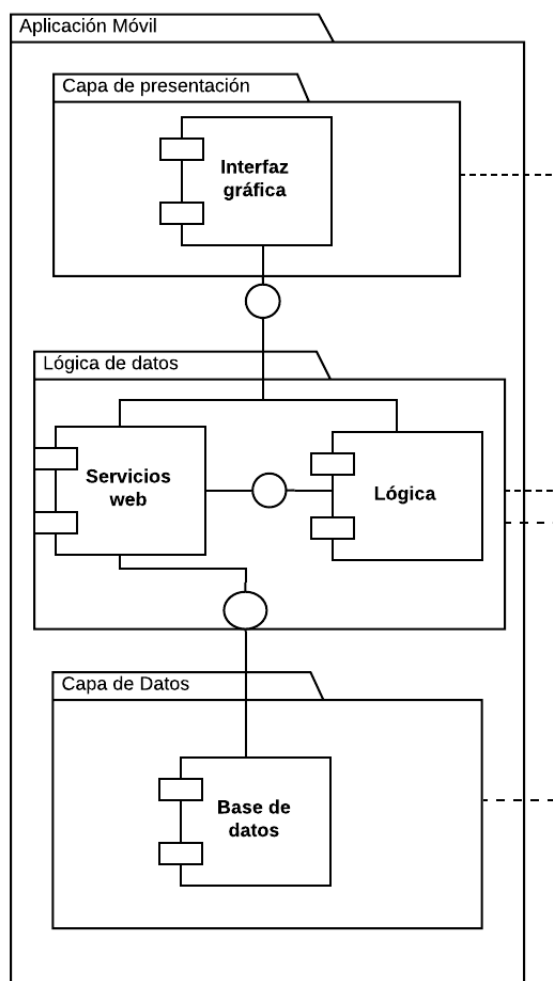 Aplicación Móvil
Capa de presentación
Interfaz
gráfica
Lógica de datos
Servicios
web
Lógica
Capa de Datos
Base de
datos